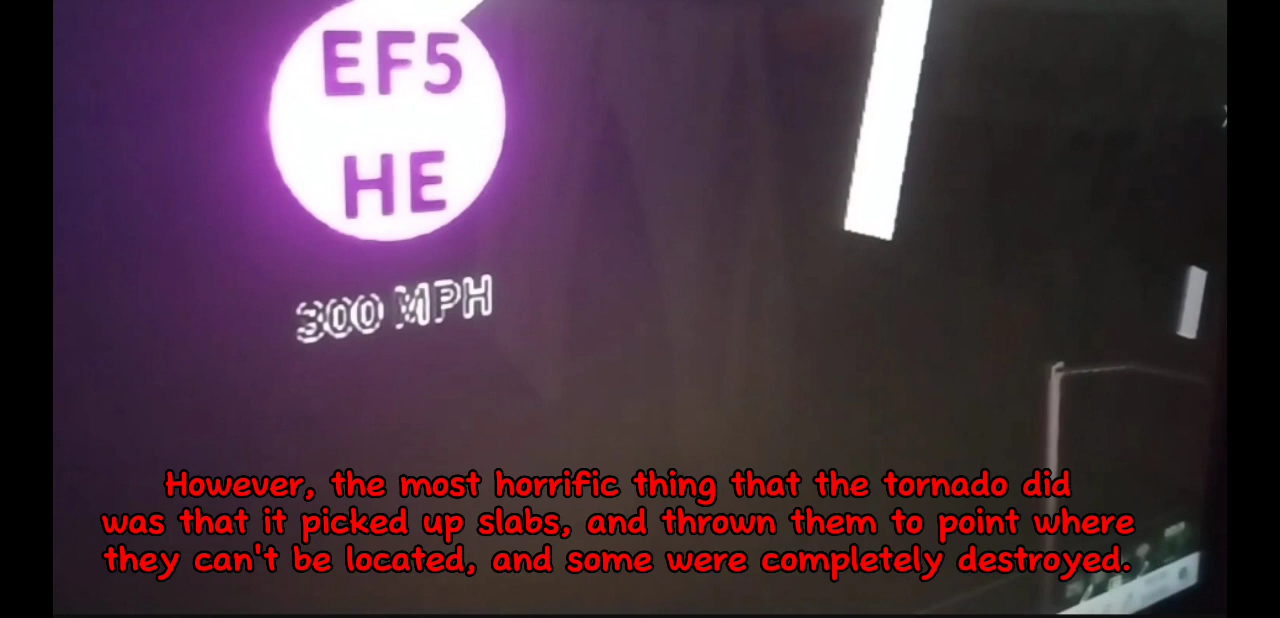 EF5
HE
300 MPH
However, the most horrific thing that the tornado did
was that it picked up slabs, and thrown them to point where
they can't be located, and some were completely destroyed.